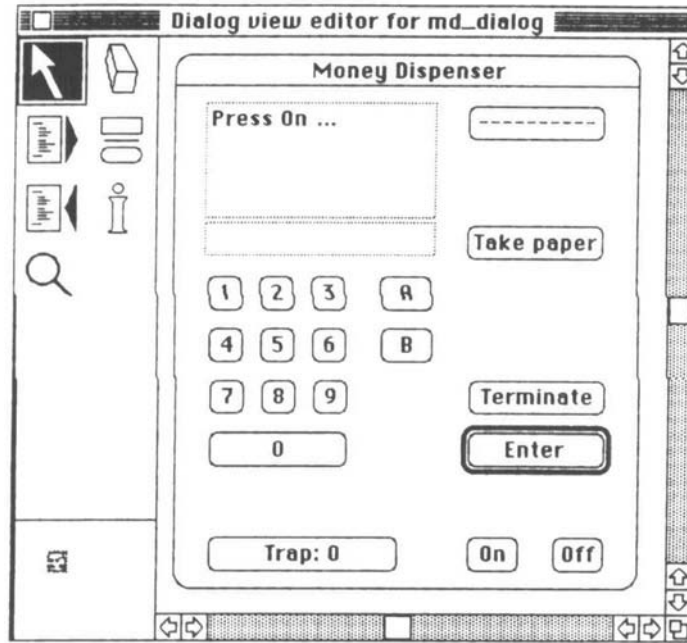 Dialog view editor for md_dialog
Money Dispenser
Press On ...
----------
Take paper
1 2 3 A
4 5 6 B
7 8 9 Terminate
0 Enter
Trap: 0 On Off